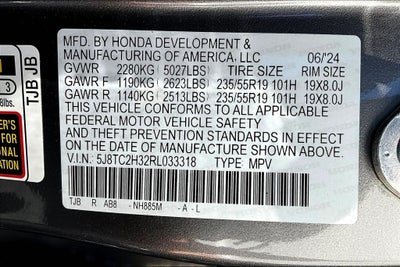 MFD. BY HONDA DEVELOPMENT &
MANUFACTURING OF AMERICA, LLC 06/24
GVWR 2280KG (5027LBS) TIRE SIZE RIM SIZE
GAWR F 1190KG (2623LBS) 235/55R19 101H 19X8.0J
GAWR R 1140KG (2513LBS) 235/55R19 101H 19X8.0J
THIS VEHICLE CONFORMS TO ALL APPLICABLE
FEDERAL MOTOR VEHICLE SAFETY
AND THEFT PREVENTION STANDARDS IN EFFECT ON
THE DATE OF MANUFACTURE SHOWN ABOVE.
V.I.N.: 5J8TC2H32RL033318 TYPE: MPV
TJB R AB8 -NH885M -A-L
TJB JB
3
8lbs.